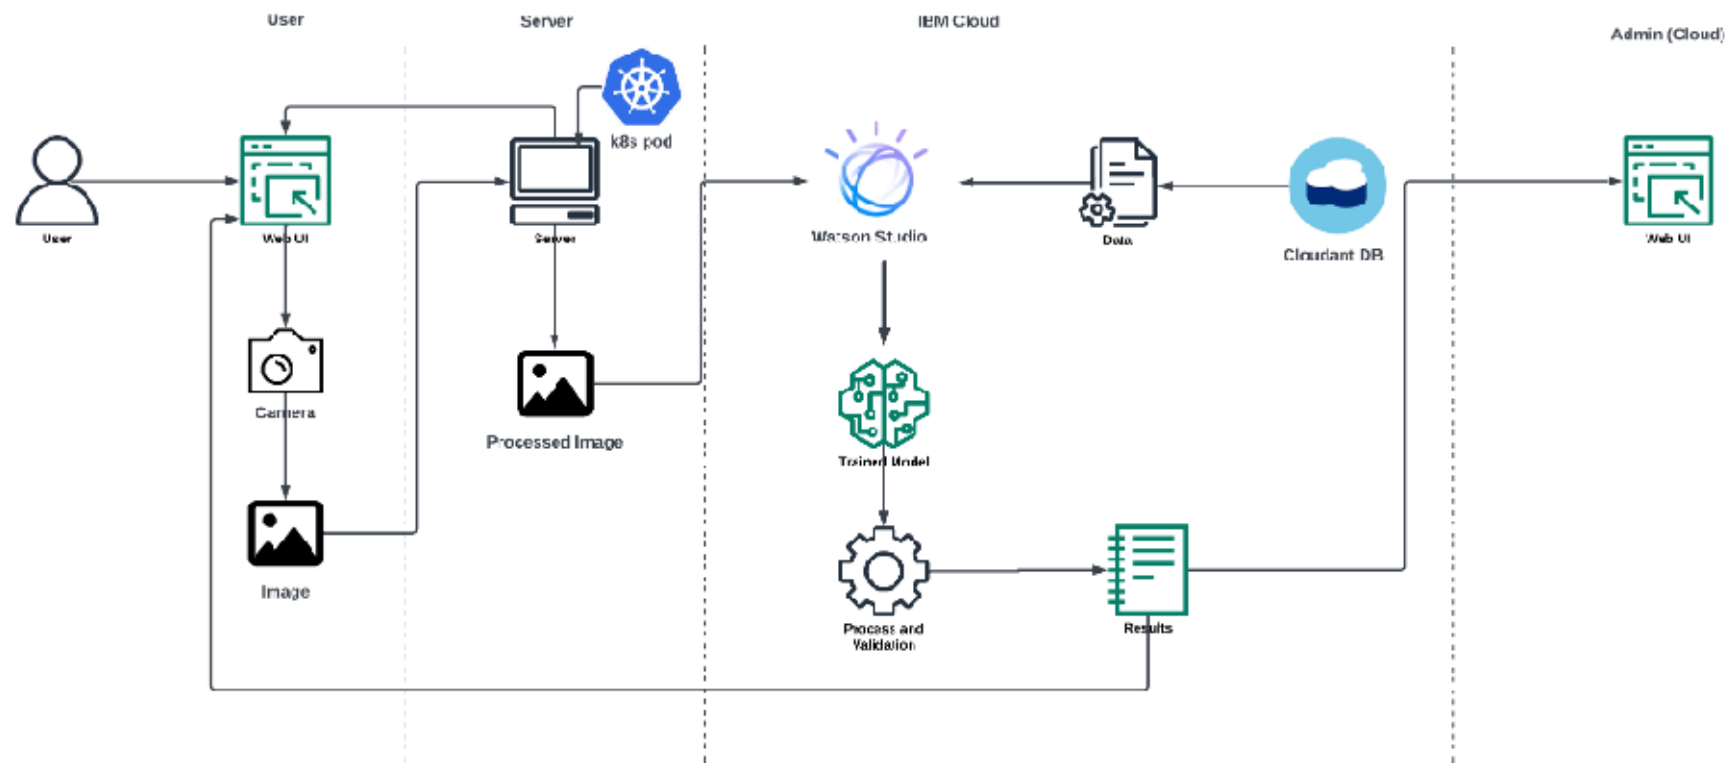 User
Server
IBM Cloud
Admin (Cloud)
k8s pod
User
Web UI
Server
Watson Studio
Data
Cloudant DB
Web UI
Camera
Processed Image
Trained Model
Image
Process and
Validation
Results